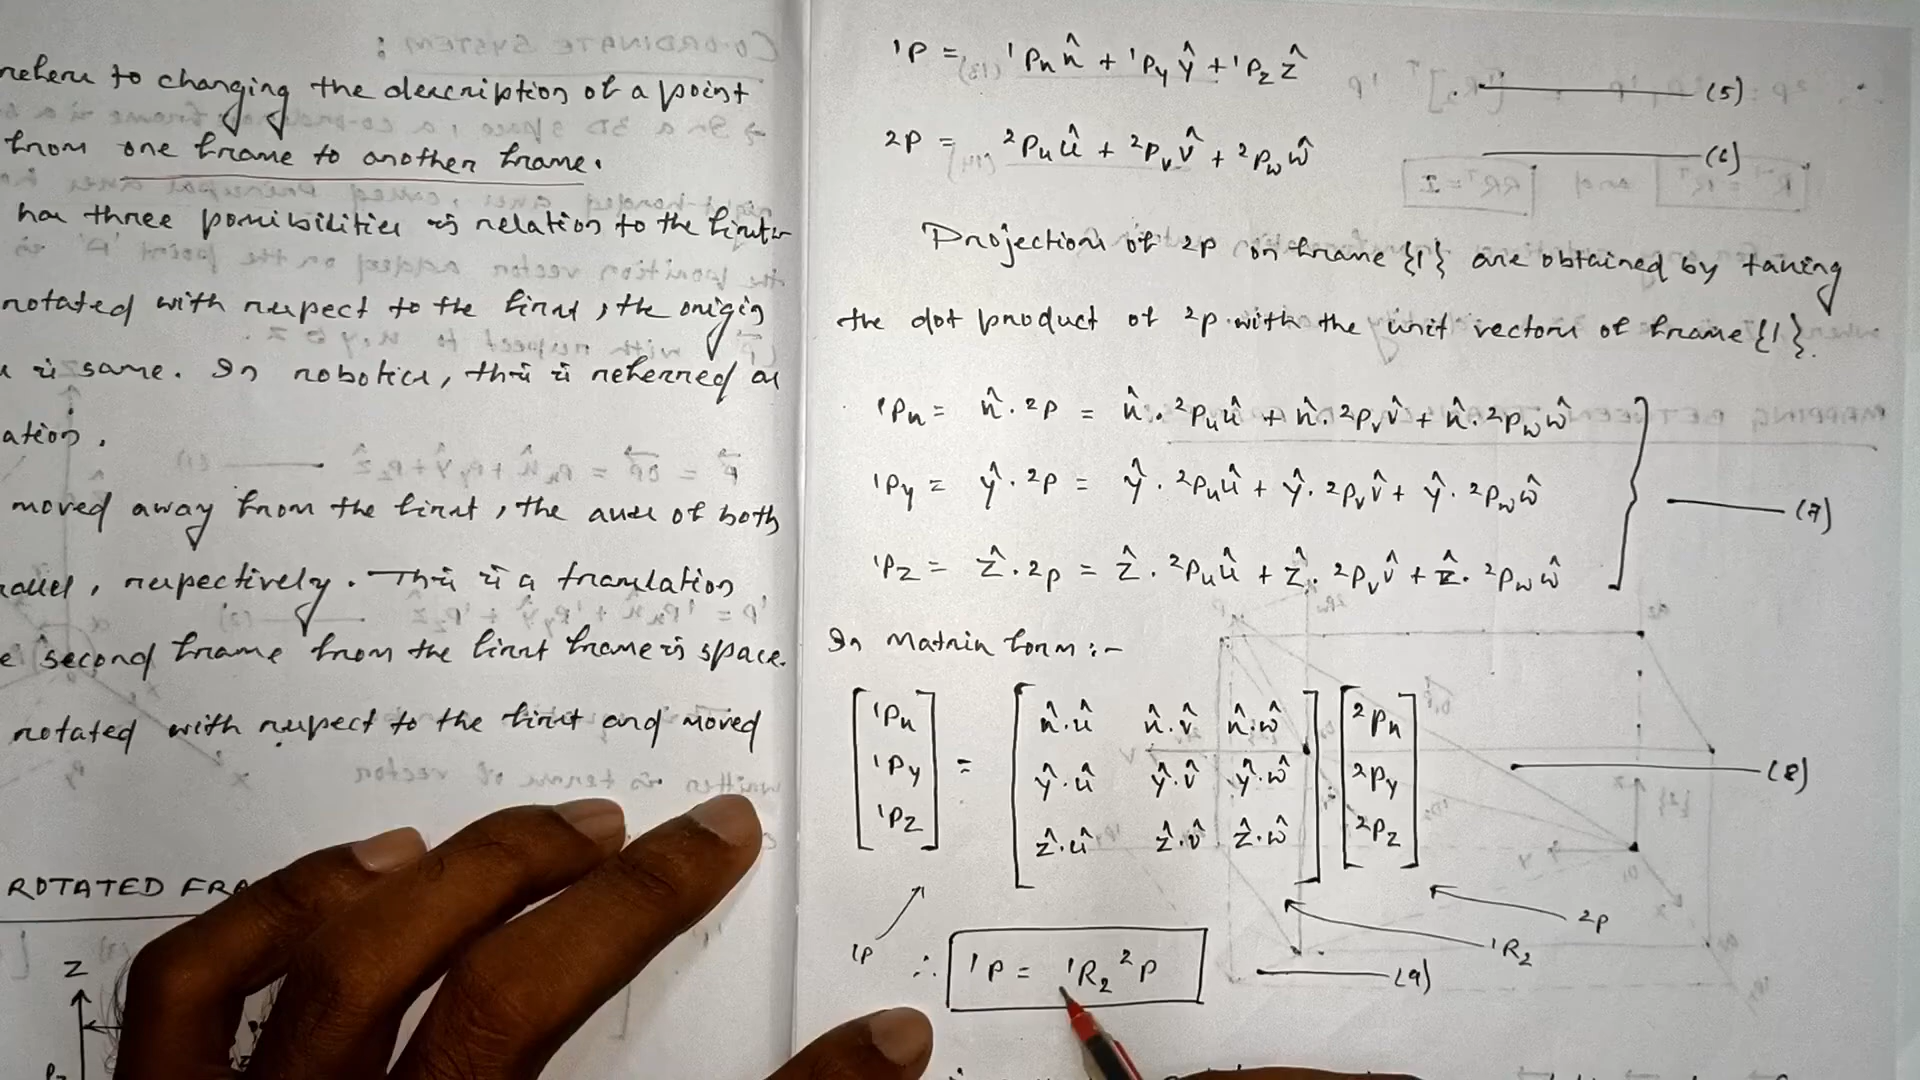 to changing the description of a point
from one frame to another frame.
has three possibilities in relation to the first
rotated with respect to the first, the origin
is same. In robotics, this is referred as
ation.
moved away from the first, the axes of both
respectively. This is a translation
second frame from the first frame in space.
rotated with respect to the first and moved
ROTATED
Z
¹P = ¹Pₓ x̂ + ¹Pᵧ ŷ + ¹P_z ẑ (5)
²P = ²Pᵤ û + ²Pᵥ v̂ + ²P_w ŵ (6)
Projection of ²P on frame {1} are obtained by taking
the dot product of ²P with the unit vectors of frame {1}.
¹Pₓ = x̂ . ²P = x̂ . ²Pᵤ û + x̂ . ²Pᵥ v̂ + x̂ . ²P_w ŵ
¹Pᵧ = ŷ . ²P = ŷ . ²Pᵤ û + ŷ . ²Pᵥ v̂ + ŷ . ²P_w ŵ (7)
¹P_z = ẑ . ²P = ẑ . ²Pᵤ û + ẑ . ²Pᵥ v̂ + ẑ . ²P_w ŵ
In Matrix form :-
[¹Pₓ] [x̂.û x̂.v̂ x̂.ŵ] [²Pₓ]
[¹Pᵧ] = [ŷ.û ŷ.v̂ ŷ.ŵ] [²Pᵧ] (8)
[¹P_z] [ẑ.û ẑ.v̂ ẑ.ŵ] [²P_z]
¹P ¹R₂ ²P
∴ ¹P = ¹R₂ ²P (9)